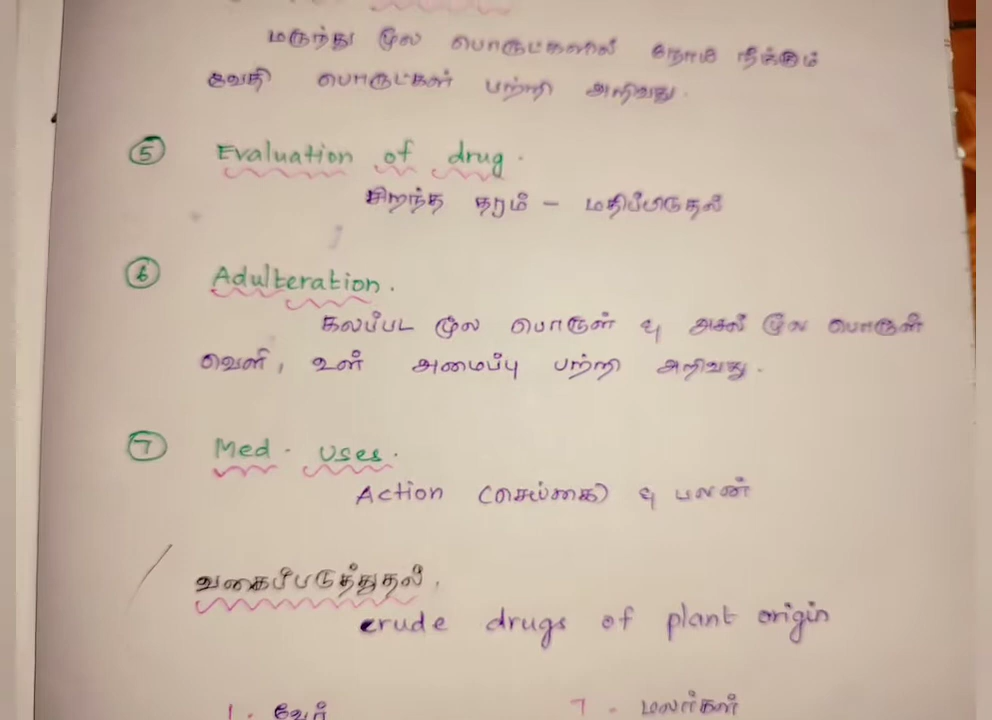 மருந்து மூல பொருட்களில் நோய் நீக்கும்
வேதி பொருட்கள் பற்றி அறிவது.
5 Evaluation of drug.
சிறந்த தரம் - மதிப்பிடுதல்
6 Adulteration.
கலப்பட மூல பொருள் & அசல் மூல பொருளின்
வெளி, உள் அமைப்பு பற்றி அறிவது.
7 Med. Uses.
Action (செய்கை) & பலன்
வகைப்படுத்துதல்.
crude drugs of plant origin
1. வேர் 7. மலர்கள்